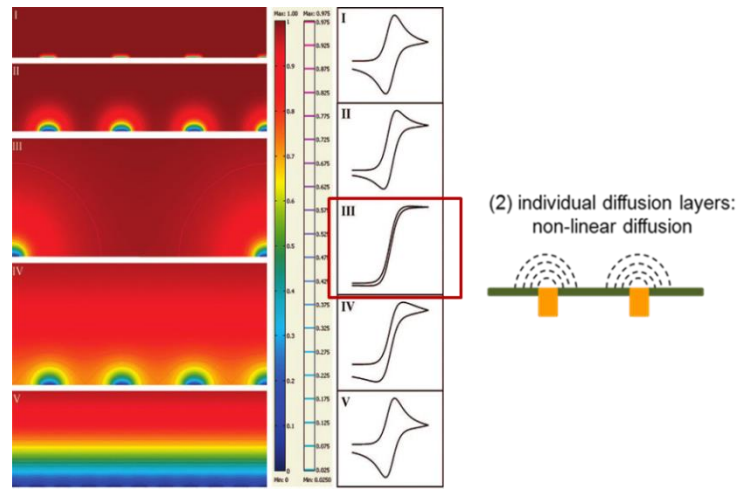 I
II
III
IV
V
Max: 1.00 Max: 0.975
1
0.9
0.8
0.7
0.6
0.5
0.4
0.3
0.2
0.1
0
Min: 0
0.975
0.925
0.875
0.825
0.775
0.725
0.675
0.625
0.575
0.525
0.475
0.425
0.375
0.325
0.275
0.225
0.175
0.125
0.075
0.025
Min: 0.0250
I
II
III
IV
V
(2) individual diffusion layers:
non-linear diffusion